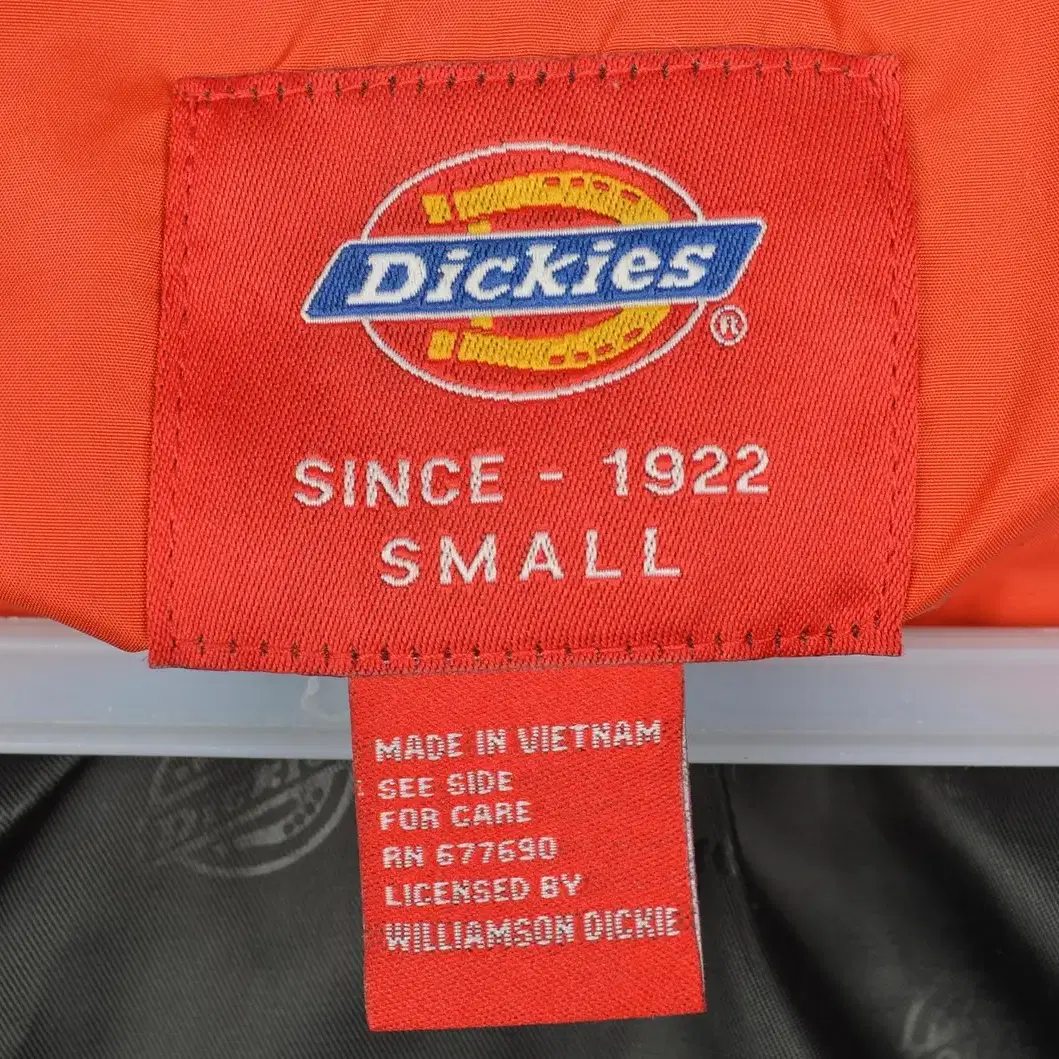 Dickies
®
SINCE - 1922
SMALL
MADE IN VIETNAM
SEE SIDE
FOR CARE
RN 677690
LICENSED BY
WILLIAMSON DICKIE